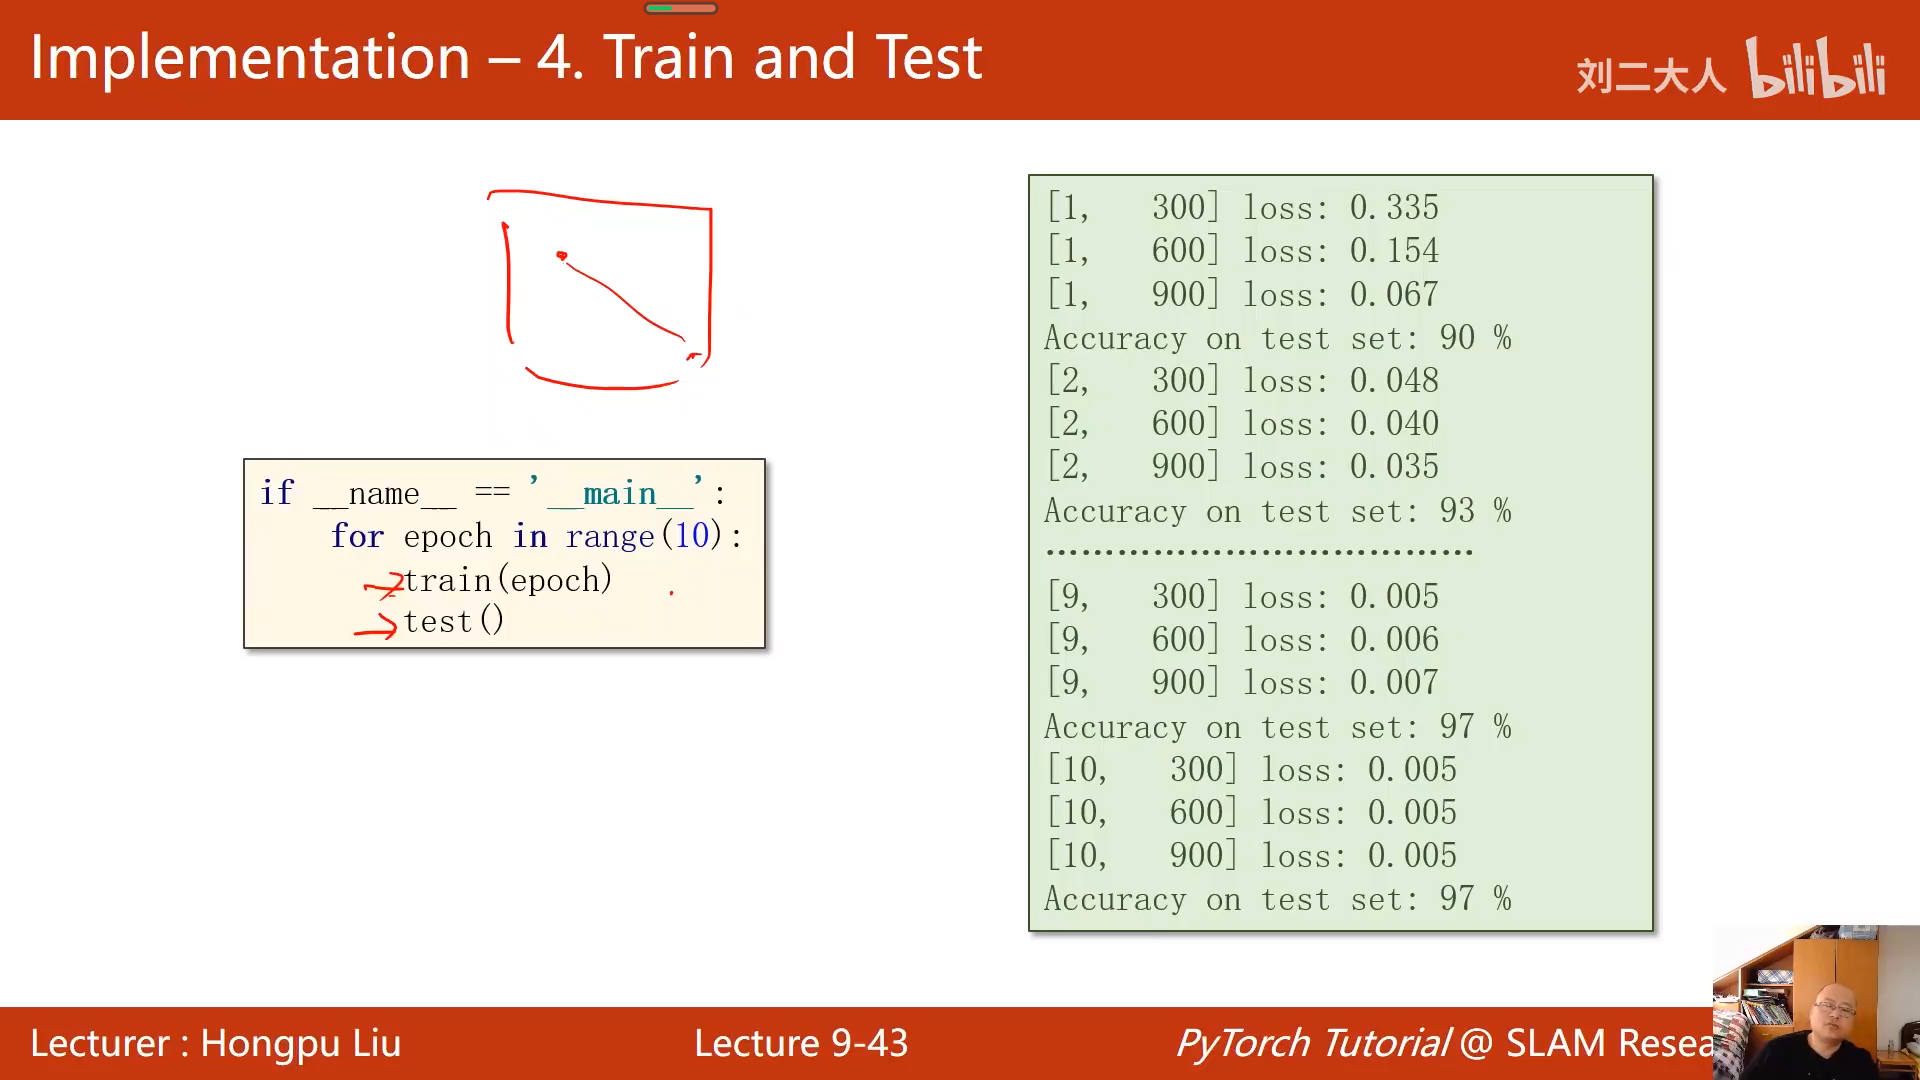 Implementation – 4. Train and Test
刘二大人 bilibili
if __name__ == '__main__':
for epoch in range(10):
train(epoch)
test()
[1,   300] loss: 0.335
[1,   600] loss: 0.154
[1,   900] loss: 0.067
Accuracy on test set: 90 %
[2,   300] loss: 0.048
[2,   600] loss: 0.040
[2,   900] loss: 0.035
Accuracy on test set: 93 %
....................................
[9,   300] loss: 0.005
[9,   600] loss: 0.006
[9,   900] loss: 0.007
Accuracy on test set: 97 %
[10,   300] loss: 0.005
[10,   600] loss: 0.005
[10,   900] loss: 0.005
Accuracy on test set: 97 %
Lecturer : Hongpu Liu
Lecture 9-43
PyTorch Tutorial @ SLAM Resea